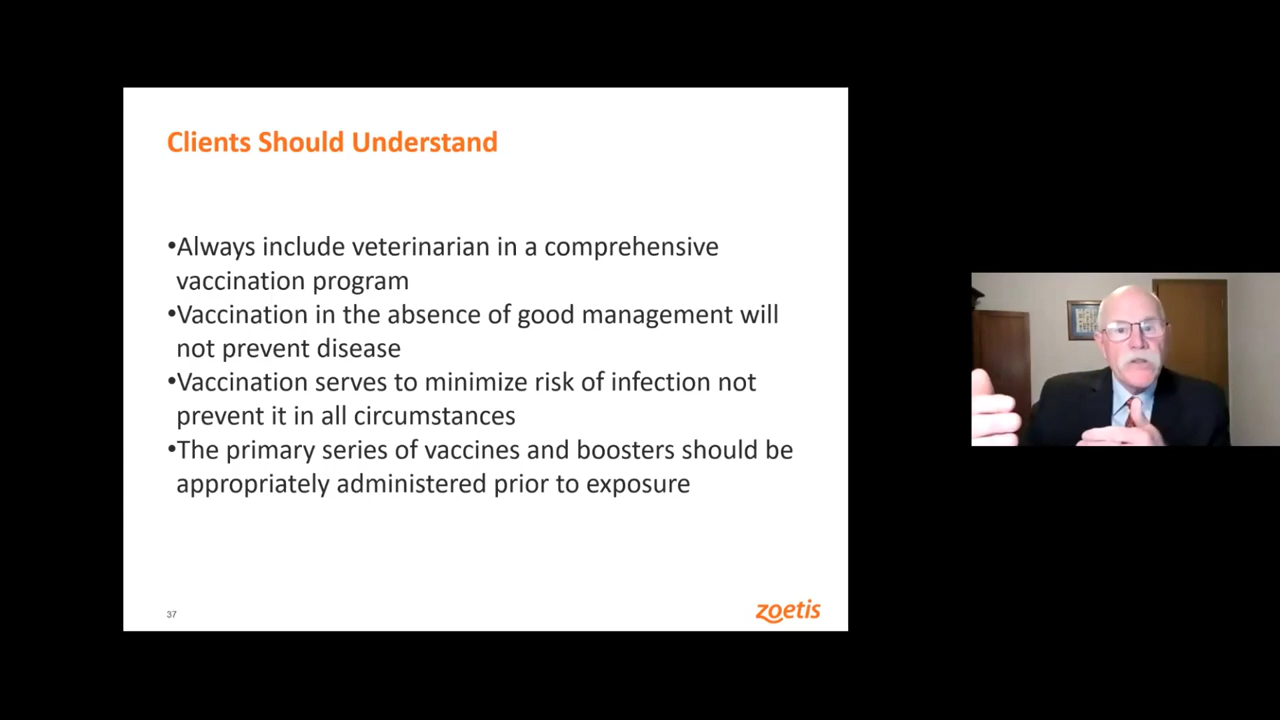 Clients Should Understand
•Always include veterinarian in a comprehensive
vaccination program
•Vaccination in the absence of good management will
not prevent disease
•Vaccination serves to minimize risk of infection not
prevent it in all circumstances
•The primary series of vaccines and boosters should be
appropriately administered prior to exposure
37
zoetis